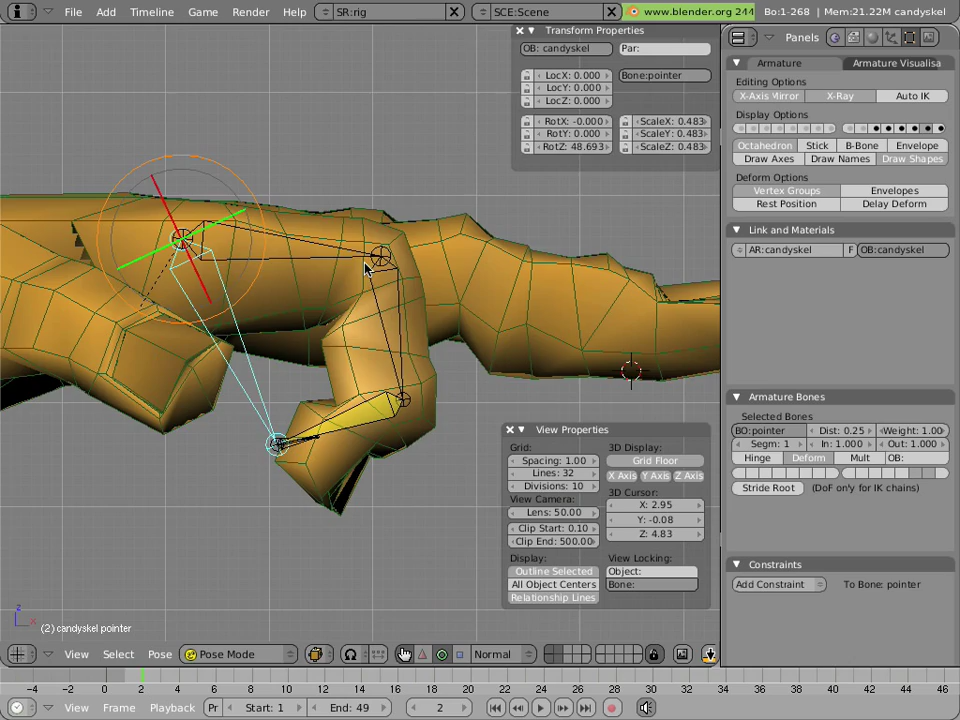 File Add Timeline Game Render Help SR:rig SCE:Scene www.blender.org 244 Bo:1-268 | Mem:21.22M candyskel
Transform Properties
OB: candyskel Par:
LocX: 0.000 Bone:pointer
LocY: 0.000
LocZ: 0.000
RotX: -0.000 ScaleX: 0.483
RotY: 0.000 ScaleY: 0.483
RotZ: 48.693 ScaleZ: 0.483
Panels
Armature Armature Visualisa
Editing Options
X-Axis Mirror X-Ray Auto IK
Display Options
Octahedron Stick B-Bone Envelope
Draw Axes Draw Names Draw Shapes
Deform Options
Vertex Groups Envelopes
Rest Position Delay Deform
Link and Materials
AR:candyskel F OB:candyskel
Armature Bones
Selected Bones
BO:pointer Dist: 0.25 Weight: 1.00
Segm: 1 In: 1.000 Out: 1.000
Hinge Deform Mult OB:
Stride Root (DoF only for IK chains)
Constraints
Add Constraint To Bone: pointer
View Properties
Grid: 3D Display:
Spacing: 1.00 Grid Floor
Lines: 32 X Axis Y Axis Z Axis
Divisions: 10
View Camera: 3D Cursor:
Lens: 50.00 X: 2.95
Y: -0.08
Clip Start: 0.10 Z: 4.83
Clip End: 500.00
Display: View Locking:
Outline Selected Object:
All Object Centers Bone:
Relationship Lines
z
x
(2) candyskel pointer
View Select Pose Pose Mode Normal
-4 -2 0 2 4 6 8 10 12 14 16 18 20 22 24 26 28 30 32 34 34 36 38 40 42 44 46
View Frame Playback Pr Start: 1 End: 49 2